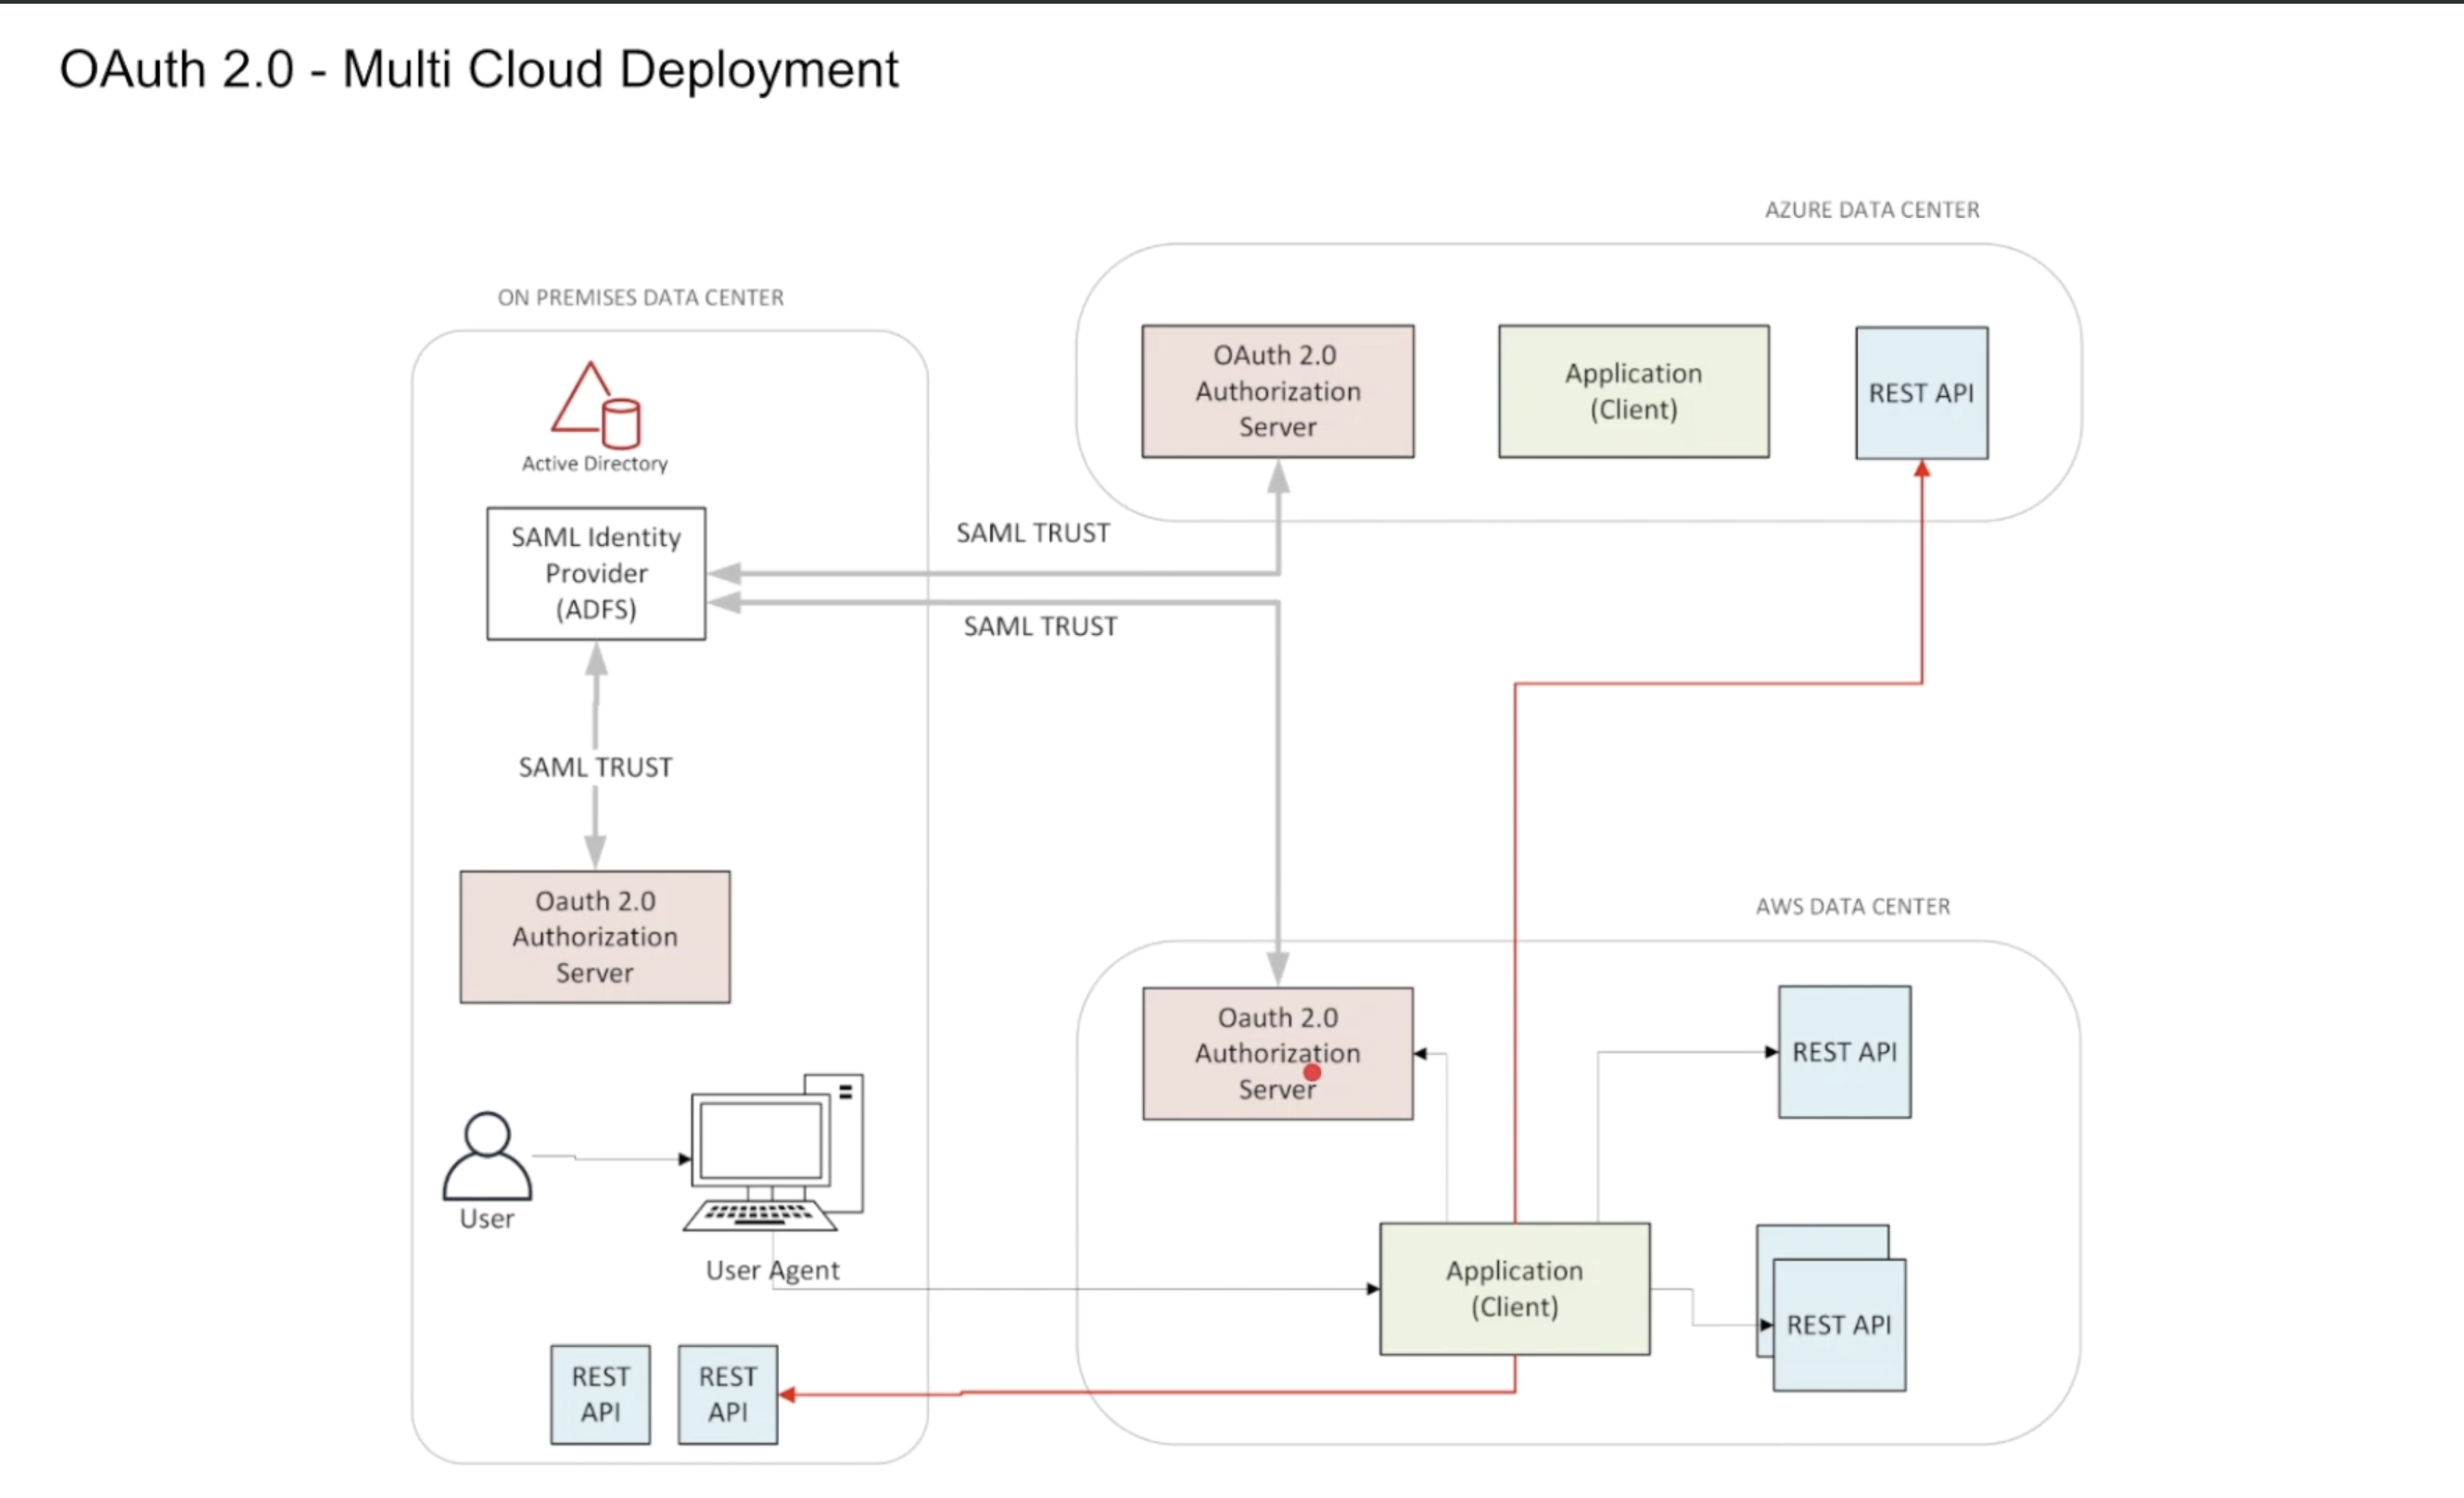 OAuth 2.0 - Multi Cloud Deployment
AZURE DATA CENTER
ON PREMISES DATA CENTER
OAuth 2.0
Authorization
Server
Application
(Client)
REST API
Active Directory
SAML Identity
Provider
(ADFS)
SAML TRUST
SAML TRUST
SAML TRUST
Oauth 2.0
Authorization
Server
AWS DATA CENTER
Oauth 2.0
Authorization
Server
REST API
User
User Agent
Application
(Client)
REST API
REST
API
REST
API